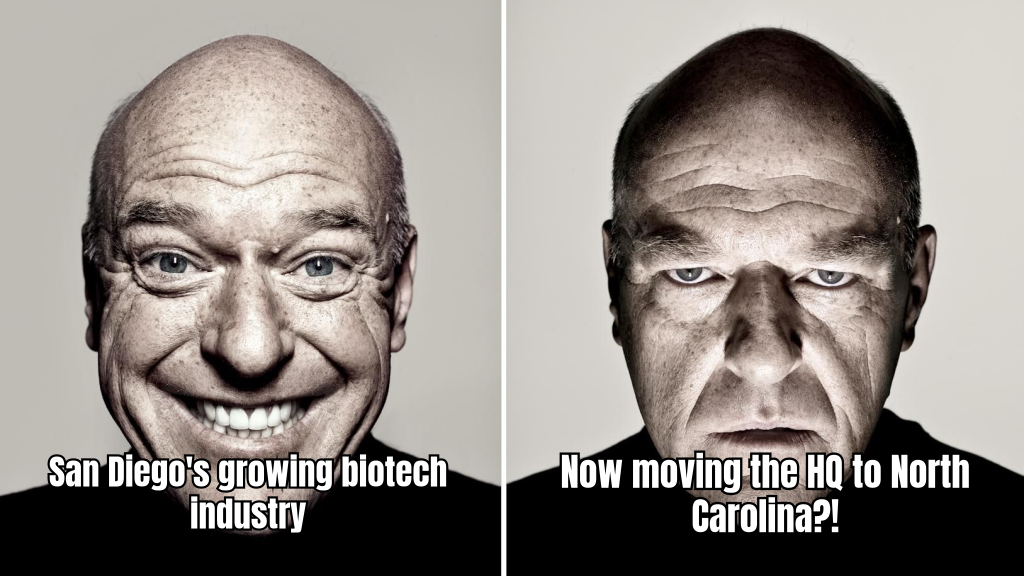 San Diego's growing biotech
industry
Now moving the HQ to North
Carolina?!